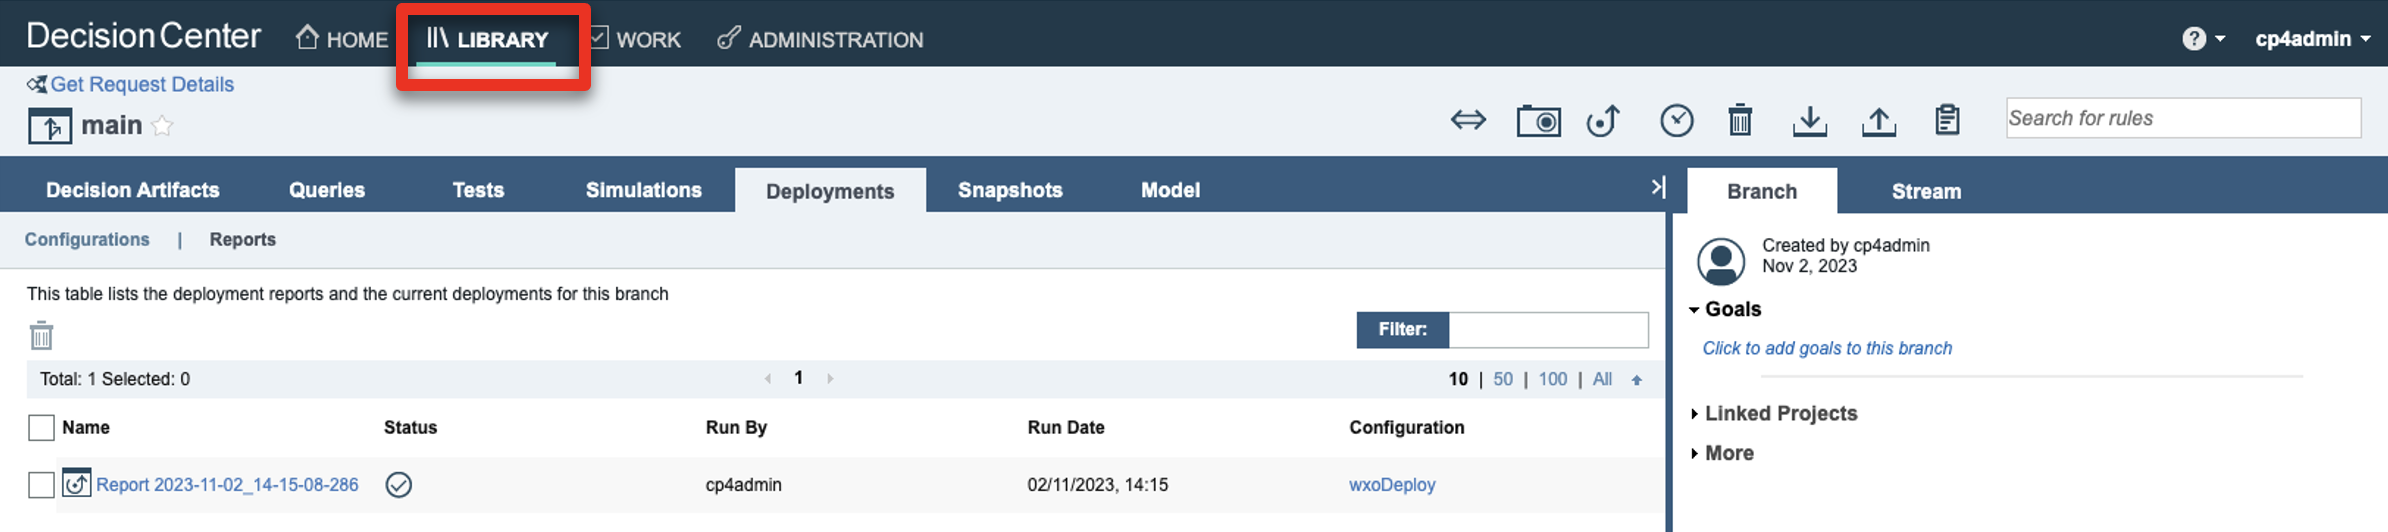 Decision Center HOME LIBRARY WORK ADMINISTRATION ? cp4admin
Get Request Details
main
Search for rules
Decision Artifacts Queries Tests Simulations Deployments Snapshots Model
Branch Stream
Configurations | Reports
Created by cp4admin
Nov 2, 2023
This table lists the deployment reports and the current deployments for this branch
Goals
Filter:
Click to add goals to this branch
Total: 1 Selected: 0 1 10 | 50 | 100 | All
Linked Projects
Name Status Run By Run Date Configuration
More
Report 2023-11-02_14-15-08-286 cp4admin 02/11/2023, 14:15 wxoDeploy